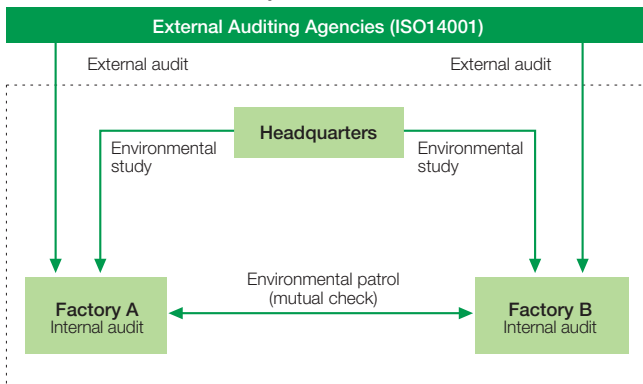 External Auditing Agencies (ISO14001)
External audit
External audit
Headquarters
Environmental
study
Environmental
study
Environmental patrol
(mutual check)
Factory A
Internal audit
Factory B
Internal audit